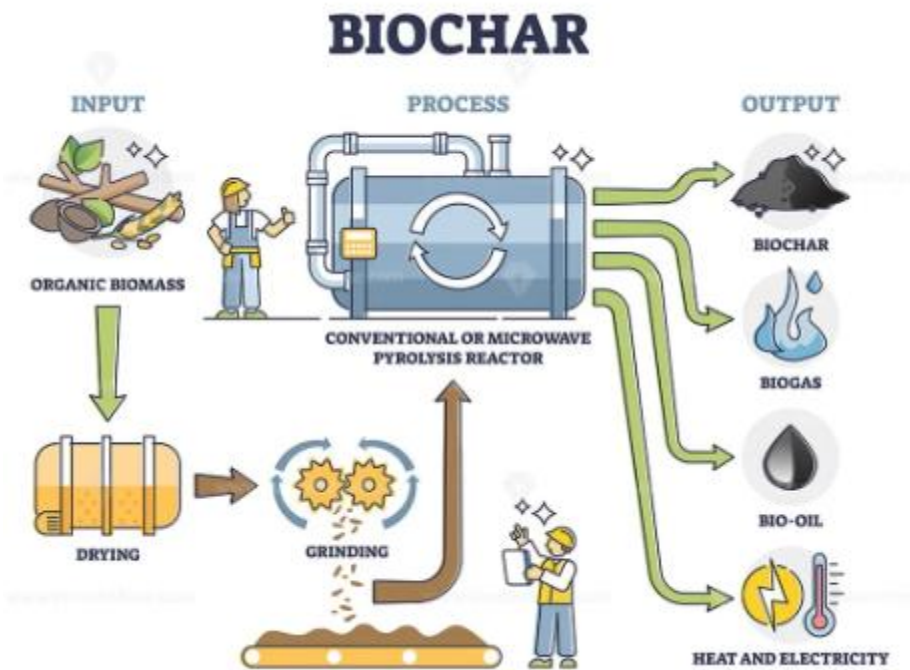 BIOCHAR
INPUT
PROCESS
OUTPUT
ORGANIC BIOMASS
CONVENTIONAL OR MICROWAVE
PYROLYSIS REACTOR
BIOCHAR
BIOGAS
DRYING
GRINDING
BIO-OIL
HEAT AND ELECTRICITY